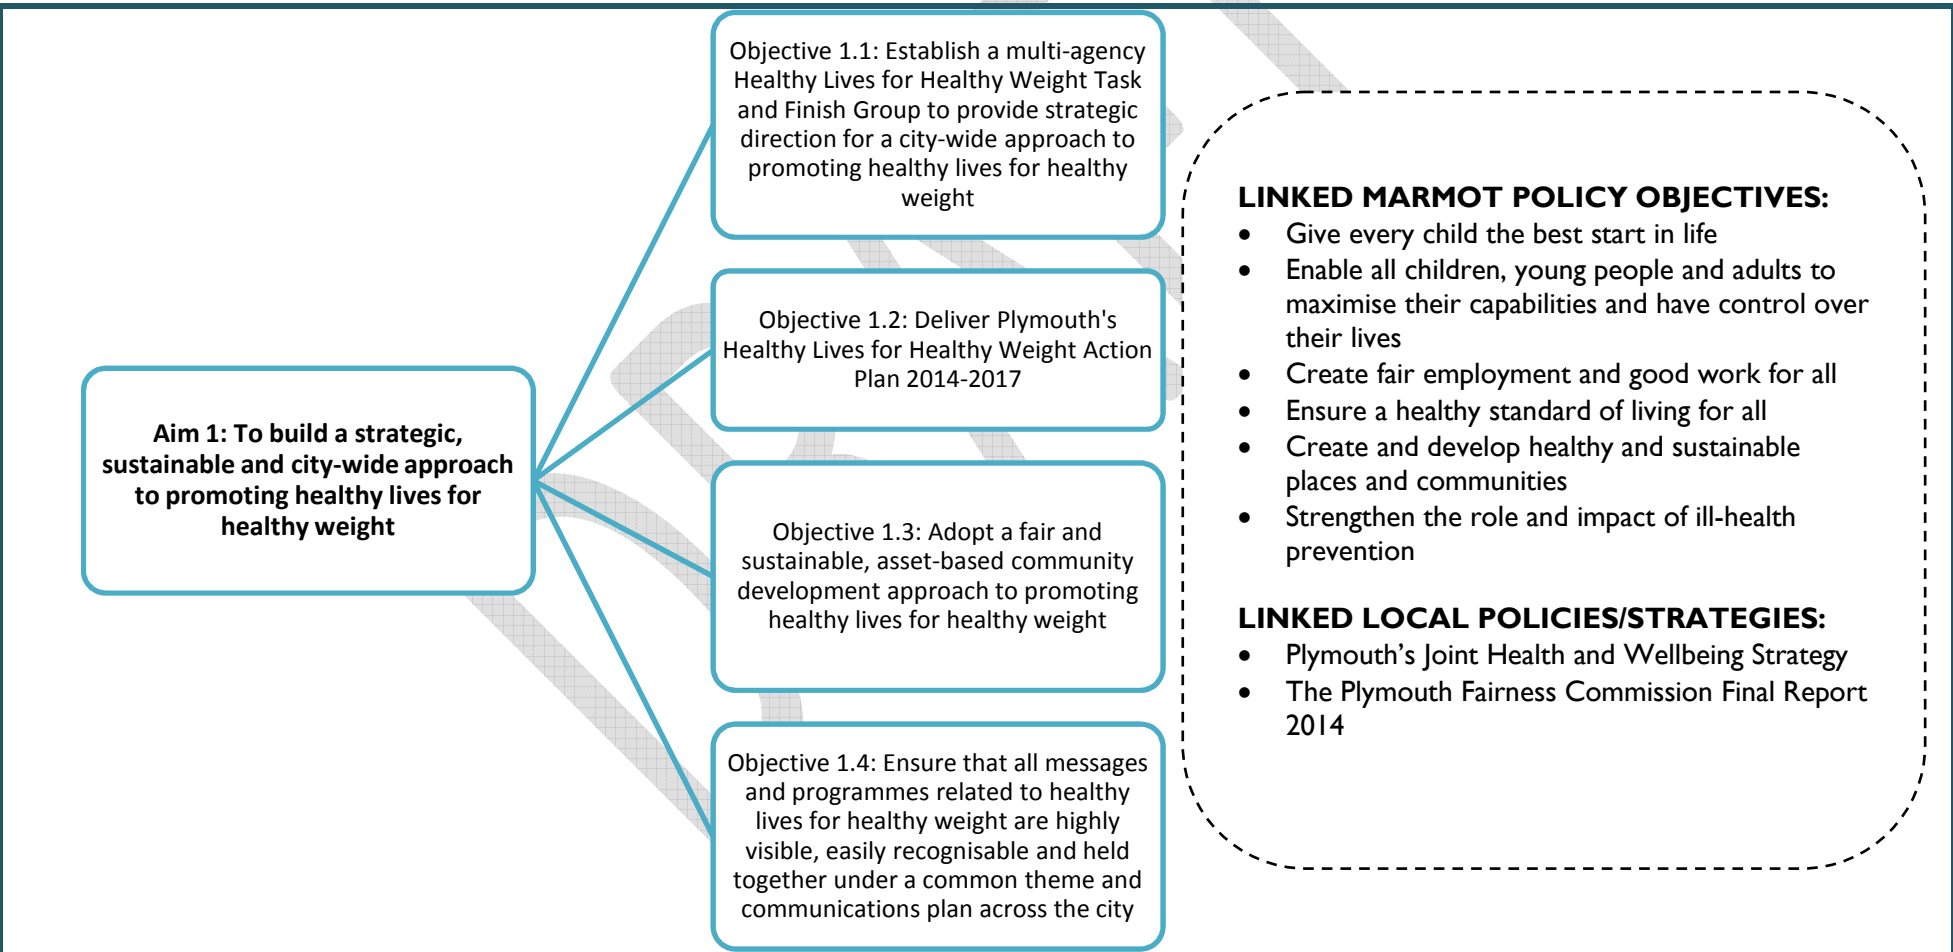 Aim 1: To build a strategic,
sustainable and city-wide approach
to promoting healthy lives for
healthy weight
Objective 1.1: Establish a multi-agency
Healthy Lives for Healthy Weight Task
and Finish Group to provide strategic
direction for a city-wide approach to
promoting healthy lives for healthy
weight
Objective 1.2: Deliver Plymouth's
Healthy Lives for Healthy Weight Action
Plan 2014-2017
Objective 1.3: Adopt a fair and
sustainable, asset-based community
development approach to promoting
healthy lives for healthy weight
Objective 1.4: Ensure that all messages
and programmes related to healthy
lives for healthy weight are highly
visible, easily recognisable and held
together under a common theme and
communications plan across the city
LINKED MARMOT POLICY OBJECTIVES:
• Give every child the best start in life
• Enable all children, young people and adults to
maximise their capabilities and have control over
their lives
• Create fair employment and good work for all
• Ensure a healthy standard of living for all
• Create and develop healthy and sustainable
places and communities
• Strengthen the role and impact of ill-health
prevention
LINKED LOCAL POLICIES/STRATEGIES:
• Plymouth’s Joint Health and Wellbeing Strategy
• The Plymouth Fairness Commission Final Report
2014